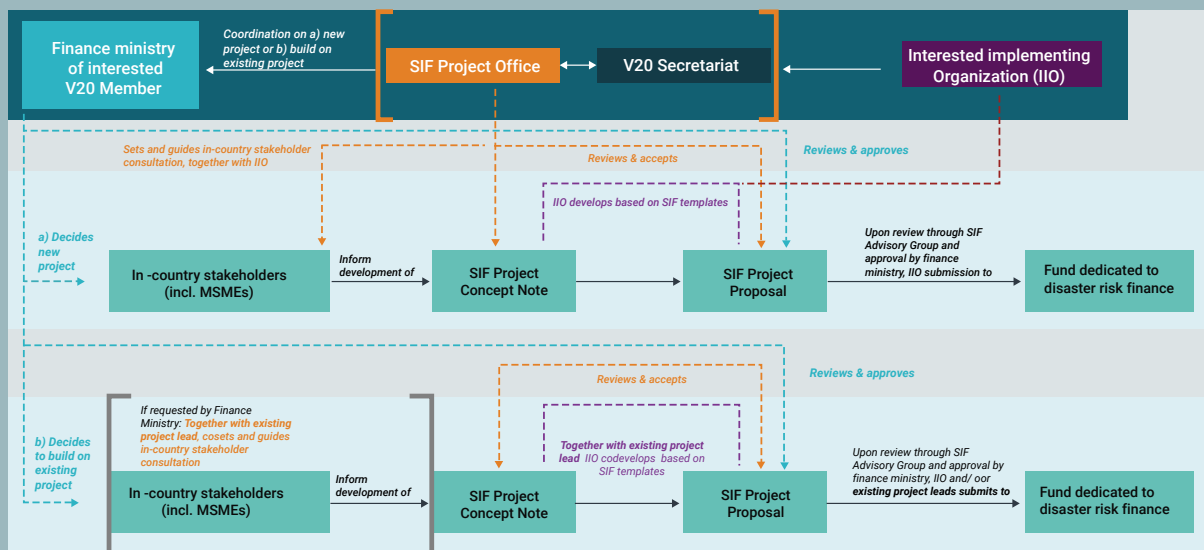 Finance ministry
of interested
V20 Member
Coordination on a) new
project or b) build on
existing project
SIF Project Office
V20 Secretariat
Interested implementing
Organization (IIO)
Sets and guides in-country stakeholder
consultation, together with IIO
Reviews & accepts
Reviews & approves
IIO develops based on SIF templates
a) Decides
new
project
In -country stakeholders
(incl. MSMEs)
Inform
development of
SIF Project
Concept Note
SIF Project
Proposal
Upon review through SIF
Advisory Group and
approval by finance
ministry, IIO submission to
Fund dedicated to
disaster risk finance
Reviews & accepts
Reviews & approves
b) Decides
to build on
existing
project
If requested by Finance
Ministry: Together with existing
project lead, cosets and guides
in-country stakeholder
consultation
In -country stakeholders
(incl. MSMEs)
Inform
development of
Together with existing project
lead IIO codevelops based on
SIF templates
SIF Project
Concept Note
SIF Project
Proposal
Upon review through SIF
Advisory Group and approval by
finance ministry, IIO and/ oor
existing project leads submits to
Fund dedicated to
disaster risk finance